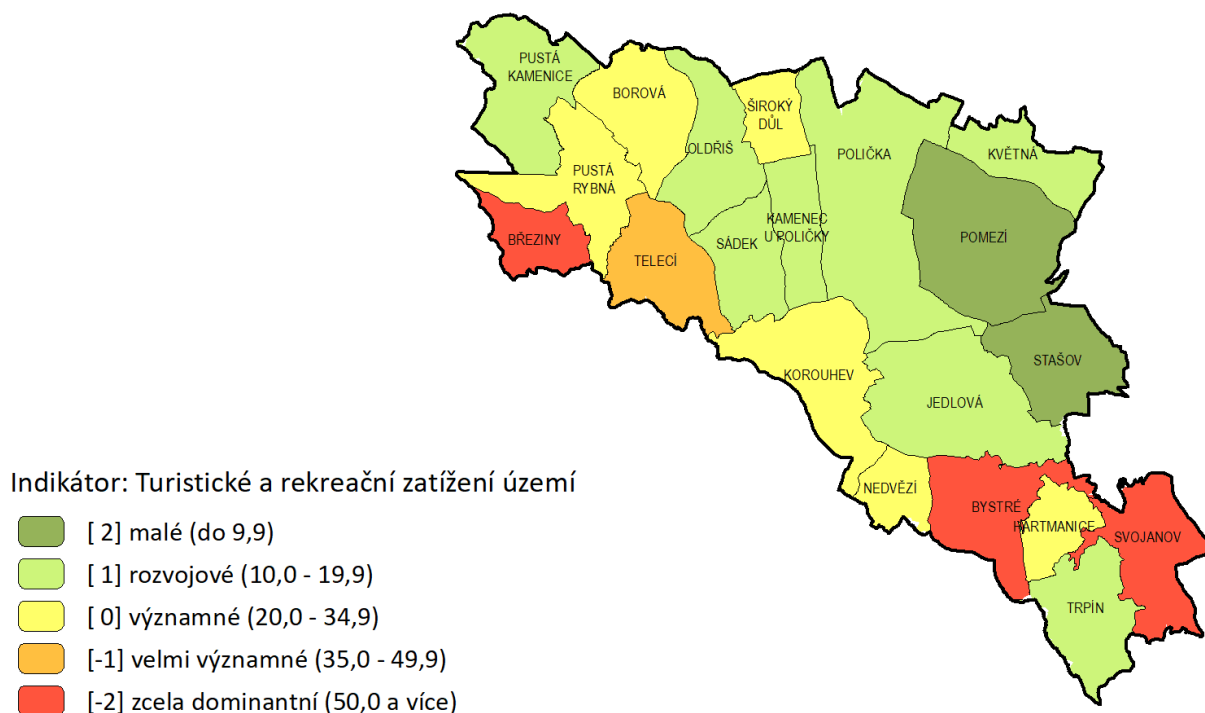 PUSTÁ
KAMENICE
BOROVÁ
ŠIROKÝ
DŮL
OLDŘIŠ
POLIČKA
KVĚTNÁ
PUSTÁ
RYBNÁ
KAMENEC
U POLIČKY
BŘEZINY
SÁDEK
POMEZÍ
TELECÍ
STAŠOV
KOROUHEV
JEDLOVÁ
NEDVĚZÍ
BYSTRÉ
HARTMANICE
SVOJANOV
TRPÍN
Indikátor: Turistické a rekreační zatížení území
[ 2] malé (do 9,9)
[ 1] rozvojové (10,0 - 19,9)
[ 0] významné (20,0 - 34,9)
[-1] velmi významné (35,0 - 49,9)
[-2] zcela dominantní (50,0 a více)